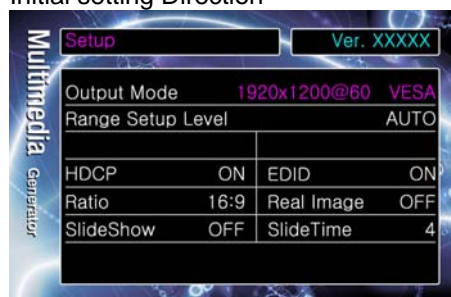 Initial setting Direction
Multimedia Generator
Setup Ver. XXXXX
Output Mode 1920x1200@60 VESA
Range Setup Level AUTO
HDCP ON EDID ON
Ratio 16:9 Real Image OFF
SlideShow OFF SlideTime 4